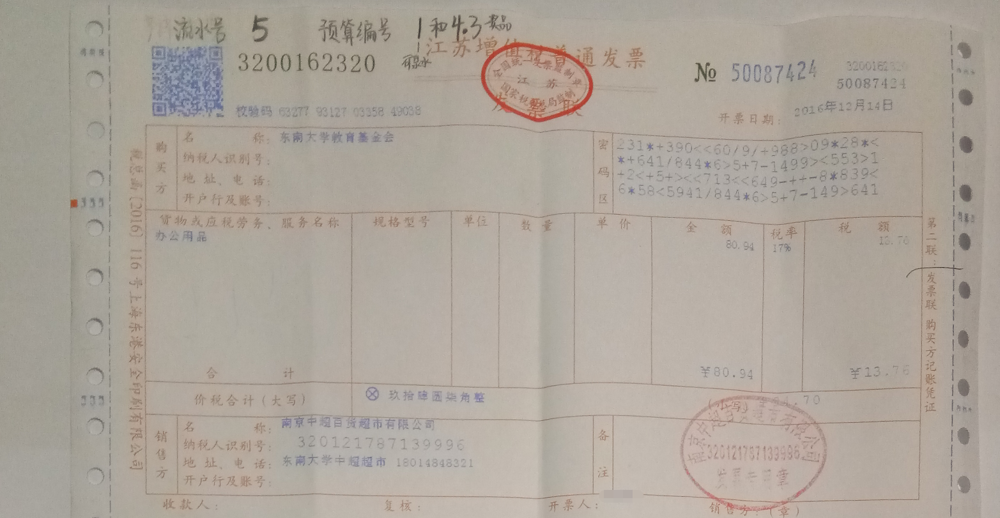 流水号 5 预算编号 1和4.3奖品
3200162320
江苏增值税普通发票
发票联
全国统一发票监制章
江苏
国家税务总局监制
№ 50087424
3200162320
50087424
校验码 63277 93127 03358 49038
开票日期: 2016年12月14日
购买方
名称: 东南大学教育基金会
纳税人识别号:
地址、电话:
开户行及账号:
密码区
231*+390<<60/9/+988>09*28*<
*+641/844*6>5+7-1499><553>1
+2<+5+><<713<<649-++-8*839<
6*58<5941/844*6>5+7-149>641
货物或应税劳务、服务名称 规格型号 单位 数量 单价 金额 税率 税额
办公用品 80.94 17% 13.76
合计 ¥80.94 ¥13.76
价税合计(大写) ⊗玖拾肆圆柒角整 (小写) ¥94.70
销售方
名称: 南京中超百货超市有限公司
纳税人识别号: 320121787139996
地址、电话: 东南大学中超超市 18014848321
开户行及账号:
备注
南京中超百货超市有限公司
320121787139996
发票专用章
收款人: 复核: 开票人: 销售方:(章)
税总函〔2016〕116号上海东港安全印刷有限公司
第二联:发票联 购买方记账凭证